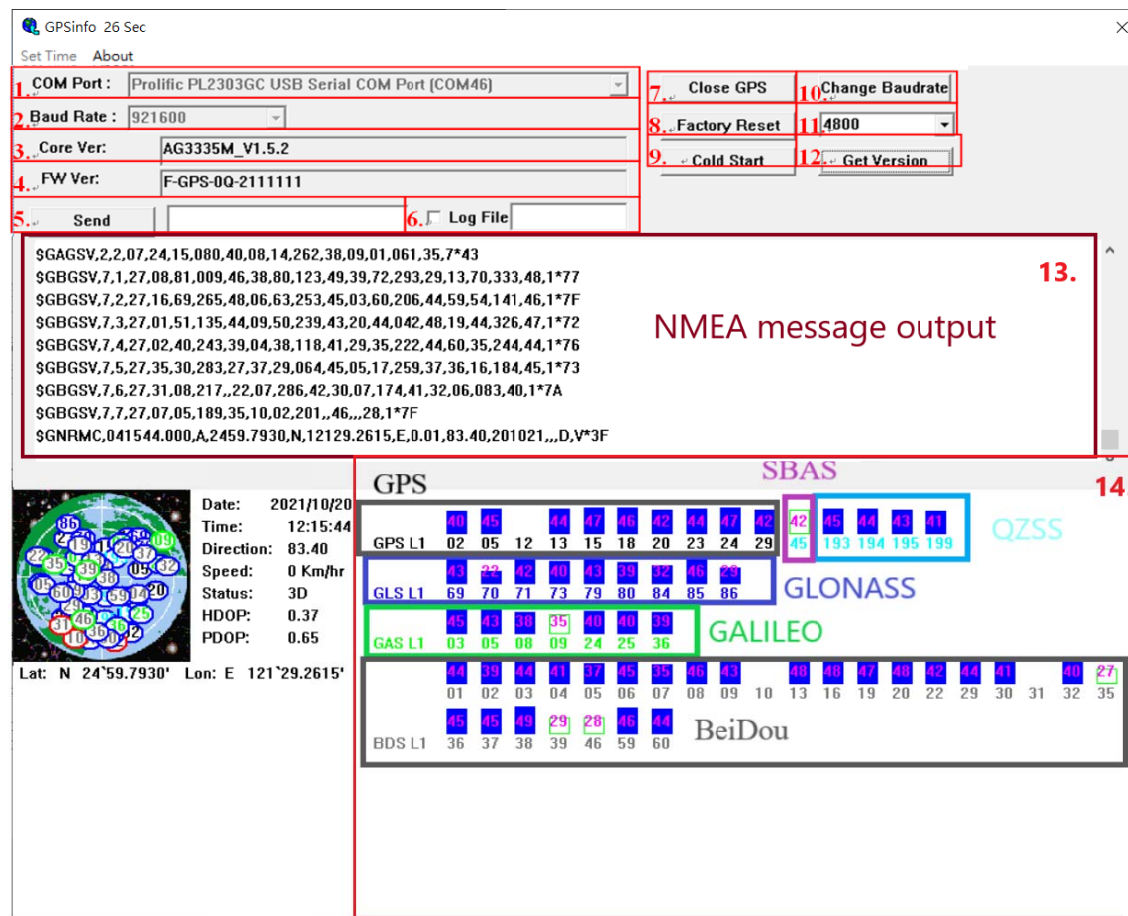 GPSinfo 26 Sec
Set Time About
1. COM Port : Prolific PL2303GC USB Serial COM Port (COM46)
2. Baud Rate : 921600
3. Core Ver: AG3335M_V1.5.2
4. FW Ver: F-GPS-0Q-2111111
5. Send 6. Log File
7. Close GPS 10. Change Baudrate
8. Factory Reset 11. 4800
9. Cold Start 12. Get Version
13.
NMEA message output
$GAGSV,2,2,07,24,15,080,40,08,14,262,38,09,01,061,35,7*43
$GBGSV,7,1,27,08,81,009,46,38,80,123,49,39,72,293,29,13,70,333,48,1*77
$GBGSV,7,2,27,16,69,265,48,06,63,253,45,03,60,206,44,59,54,141,46,1*7F
$GBGSV,7,3,27,01,51,135,44,09,50,239,43,20,44,042,48,19,44,326,47,1*72
$GBGSV,7,4,27,02,40,243,39,04,38,118,41,29,35,222,44,60,35,244,44,1*76
$GBGSV,7,5,27,35,30,283,27,37,29,064,45,05,17,259,37,36,16,184,45,1*73
$GBGSV,7,6,27,31,08,217,,22,07,286,42,30,07,174,41,32,06,083,40,1*7A
$GBGSV,7,7,27,07,05,189,35,10,02,201,,46,,,28,1*7F
$GNRMC,041544.000,A,2459.7930,N,12129.2615,E,0.01,83.40,201021,,,D,V*3F
Date: 2021/10/20
Time: 12:15:44
Direction: 83.40
Speed: 0 Km/hr
Status: 3D
HDOP: 0.37
PDOP: 0.65
Lat: N 24`59.7930' Lon: E 121`29.2615'
14.
GPS SBAS
40 45 44 47 46 42 44 47 42 42 45 44 43 41
GPS L1 02 05 12 13 15 18 20 23 24 29 45 193 194 195 199
QZSS
43 22 42 40 43 39 32 46 29
GLS L1 69 70 71 73 79 80 84 85 86
GLONASS
45 43 38 35 40 40 39
GAS L1 03 05 08 09 24 25 36
GALILEO
44 39 44 41 37 45 35 46 43 48 48 47 48 42 44 41 40 27
01 02 03 04 05 06 07 08 09 10 13 16 19 20 22 29 30 31 32 35
45 45 49 29 28 46 44
BDS L1 36 37 38 39 46 59 60
BeiDou